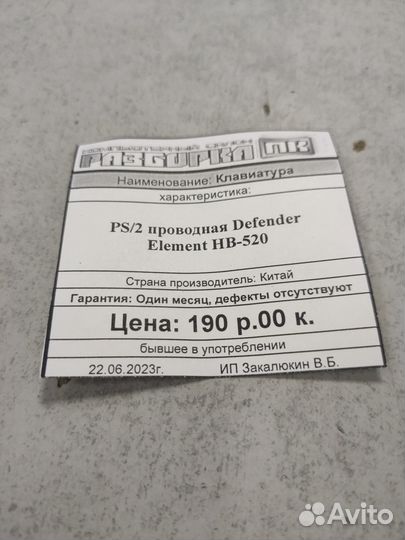 КОМПЬЮТЕРНЫЙ САЛОН
РАЗБИРКА ПК
Наименование: Клавиатура
характеристика:
PS/2 проводная Defender
Element HB-520
Страна производитель: Китай
Гарантия: Один месяц, дефекты отсутствуют
Цена: 190 р.00 к.
бывшее в употреблении
22.06.2023г. ИП Закалюкин В.Б.
Avito